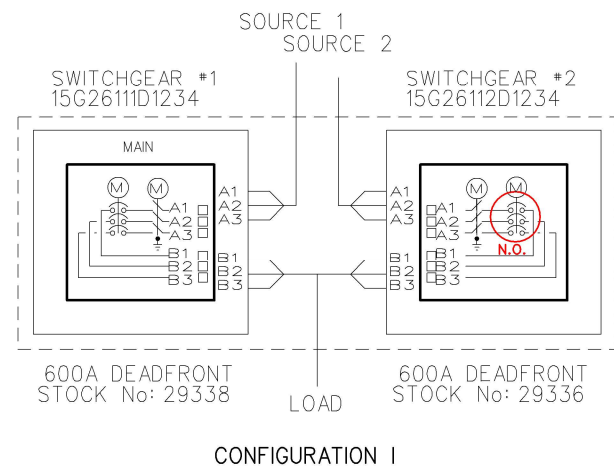 SOURCE 1
SOURCE 2
SWITCHGEAR #1
15G26111D1234
SWITCHGEAR #2
15G26112D1234
MAIN
M
M
A1
A2
A3
B1
B2
B3
A1
A2
A3
B1
B2
B3
A1
A2
A3
B1
B2
B3
M
M
A1
A2
A3
N.O.
B1
B2
B3
600A DEADFRONT
STOCK No: 29338
LOAD
600A DEADFRONT
STOCK No: 29336
CONFIGURATION I